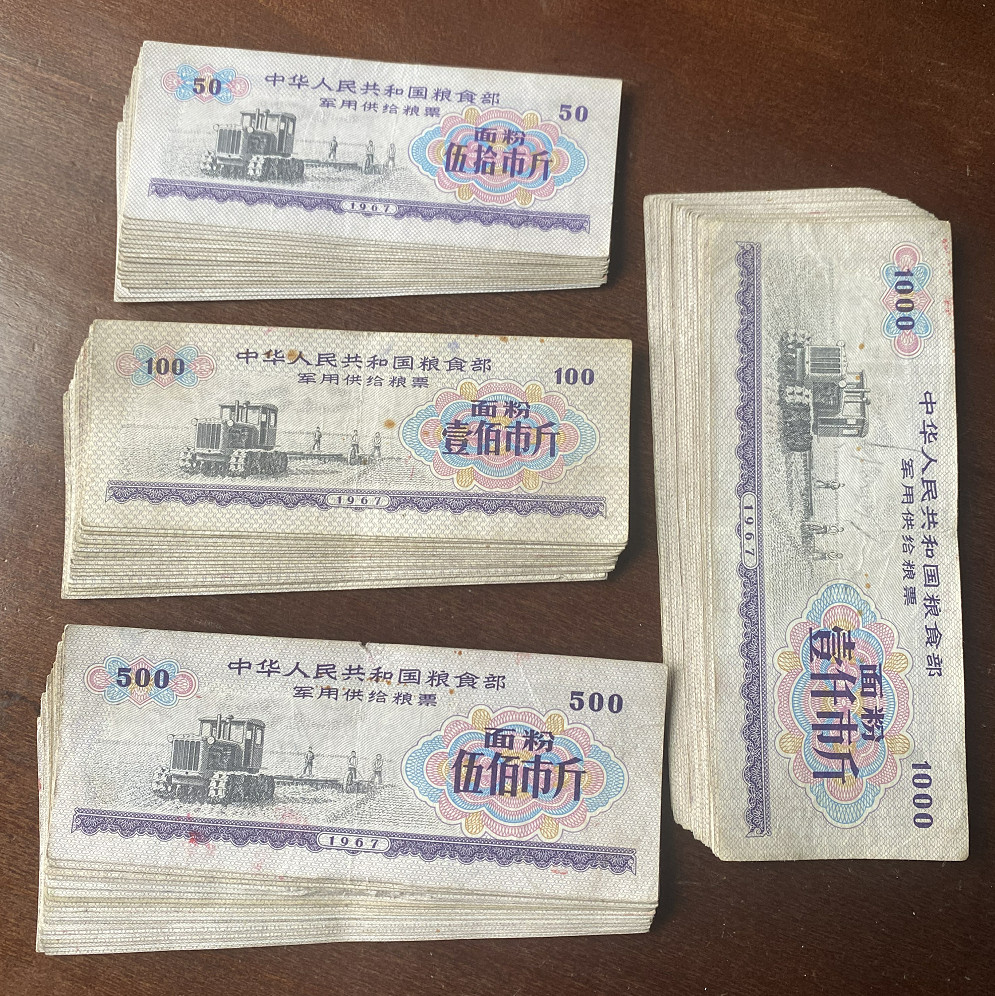 50
中华人民共和国粮食部
军用供给粮票
50
面粉
伍拾市斤
1967
100
中华人民共和国粮食部
军用供给粮票
100
面粉
壹佰市斤
1967
500
中华人民共和国粮食部
军用供给粮票
500
面粉
伍佰市斤
1967
1000
中华人民共和国粮食部
军用供给粮票
1000
面粉
壹仟市斤
1967